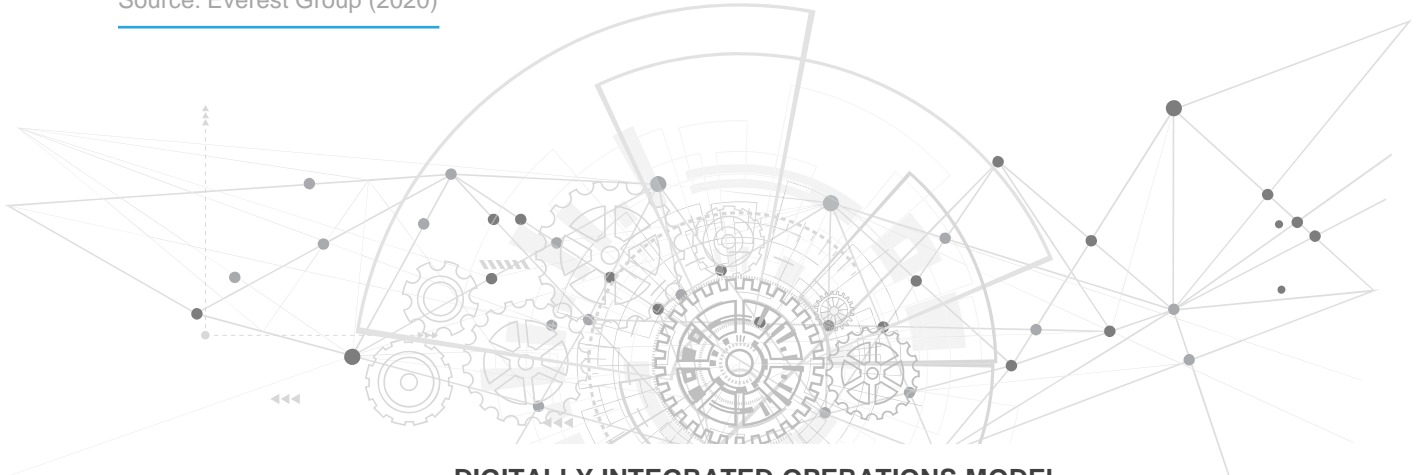 Source: Everest Group (2020)
DIGITALLY INTEGRATED OPERATIONS MODEL